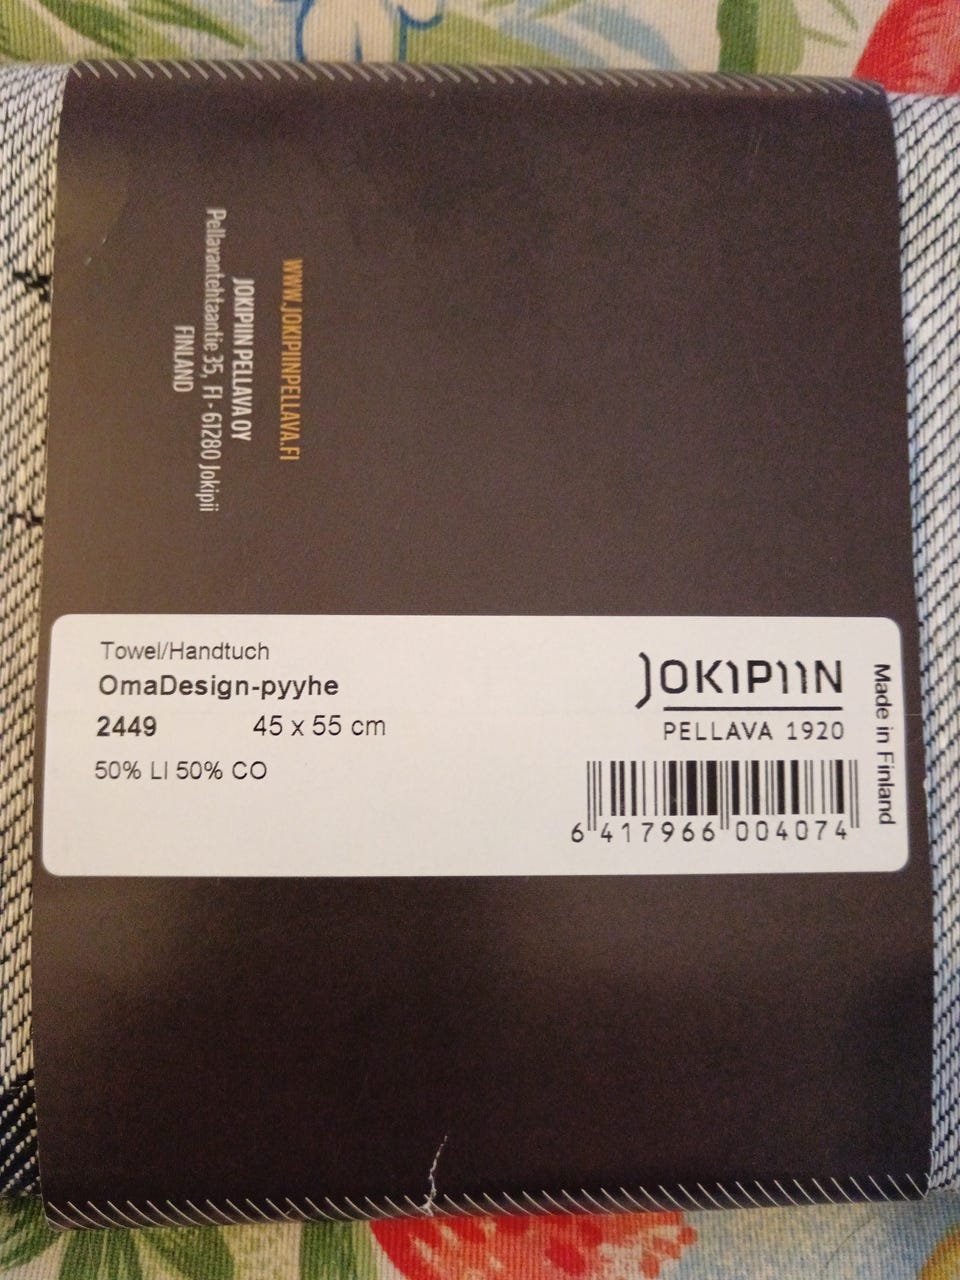 WWW.JOKIPIINPELLAVA.FI
JOKIPIIN PELLAVA OY
Pellavantehtaantie 35, FI - 61280 Jokipii
FINLAND
Towel/Handtuch
OmaDesign-pyyhe
2449 45 x 55 cm
50% LI 50% CO
JOKIPIIN
PELLAVA 1920
6 417966 004074
Made in Finland